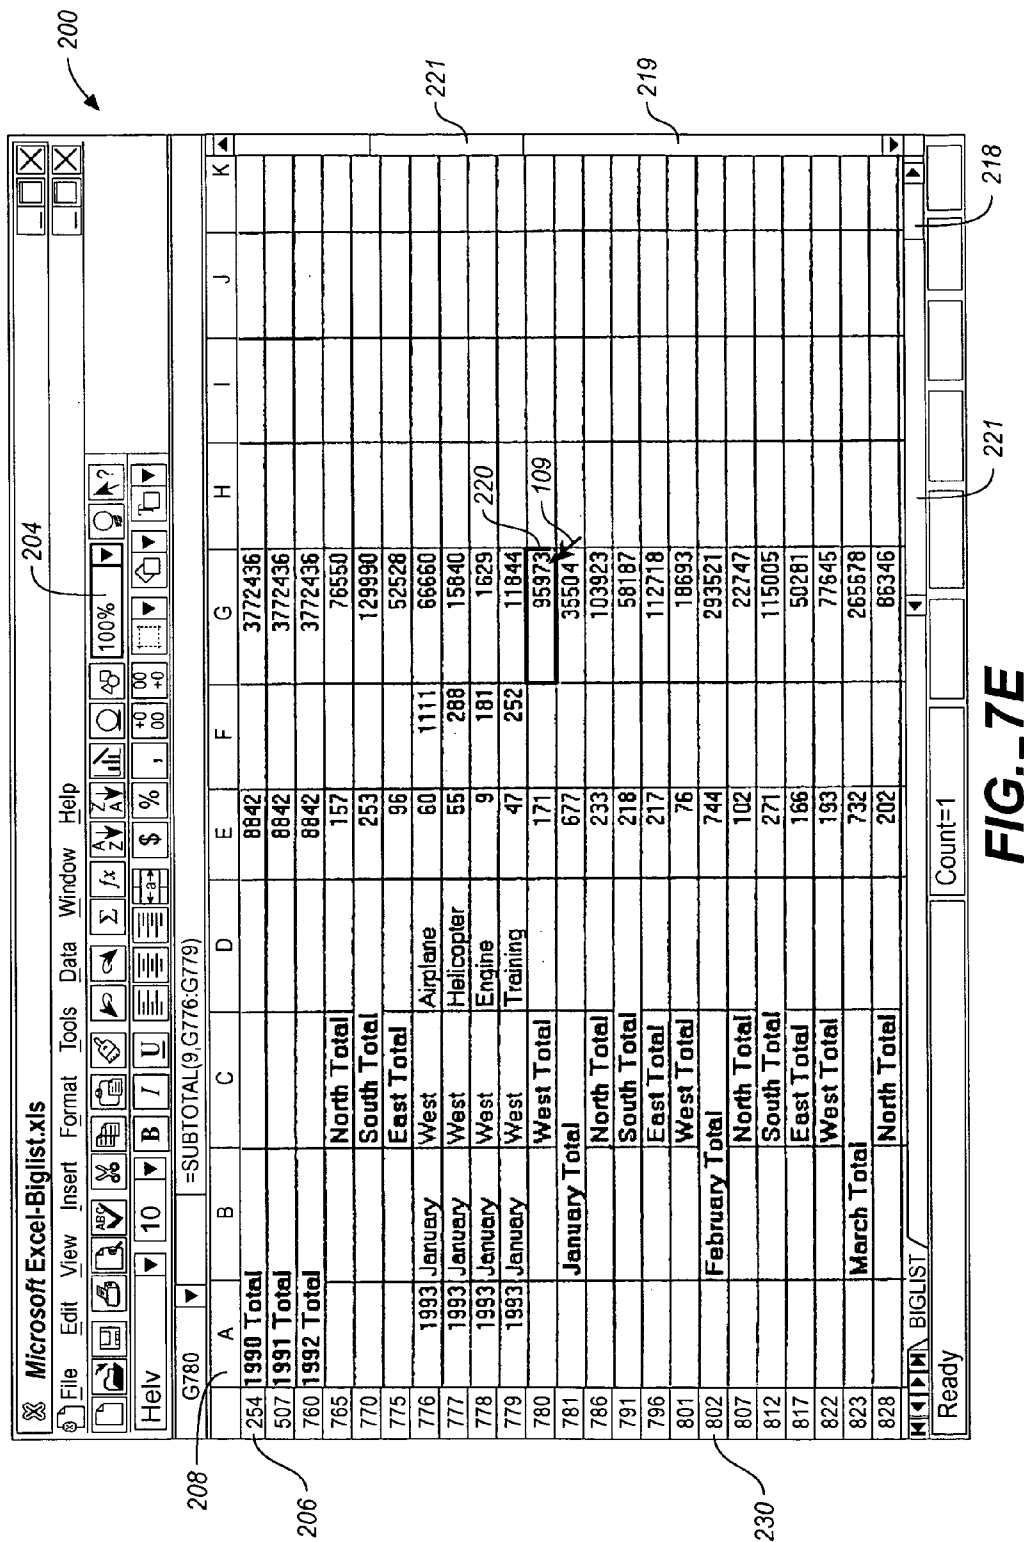 200
Microsoft Excel-Biglist.xls
File Edit View Insert Format Tools Data Window Help
204
ABC Σ fx A Z Z A 100% ?
Helv 10 B I U a $ % , +0 00 00 +0
G780 =SUBTOTAL(9,G776:G779)
208
A B C D E F G H I J K
206
254 1990 Total 8842 3772436
507 1991 Total 8842 3772436
760 1992 Total 8842 3772436
765 North Total 157 76550
770 South Total 253 129990
775 East Total 96 52528
776 1993 January West Airplane 60 1111 66660
777 1993 January West Helicopter 55 288 15840
778 1993 January West Engine 9 181 1629
779 1993 January West Training 47 252 11844
780 West Total 171 95973
781 January Total 677 355041
786 North Total 233 103923
791 South Total 218 58187
796 East Total 217 112718
801 West Total 76 18693
802 February Total 744 293521
807 North Total 102 22747
812 South Total 271 115005
817 East Total 166 50281
822 West Total 193 77645
823 March Total 732 265678
828 North Total 202 86346
220
109
221
219
230
BIGLIST
218
221
Ready Count=1
FIG._7E